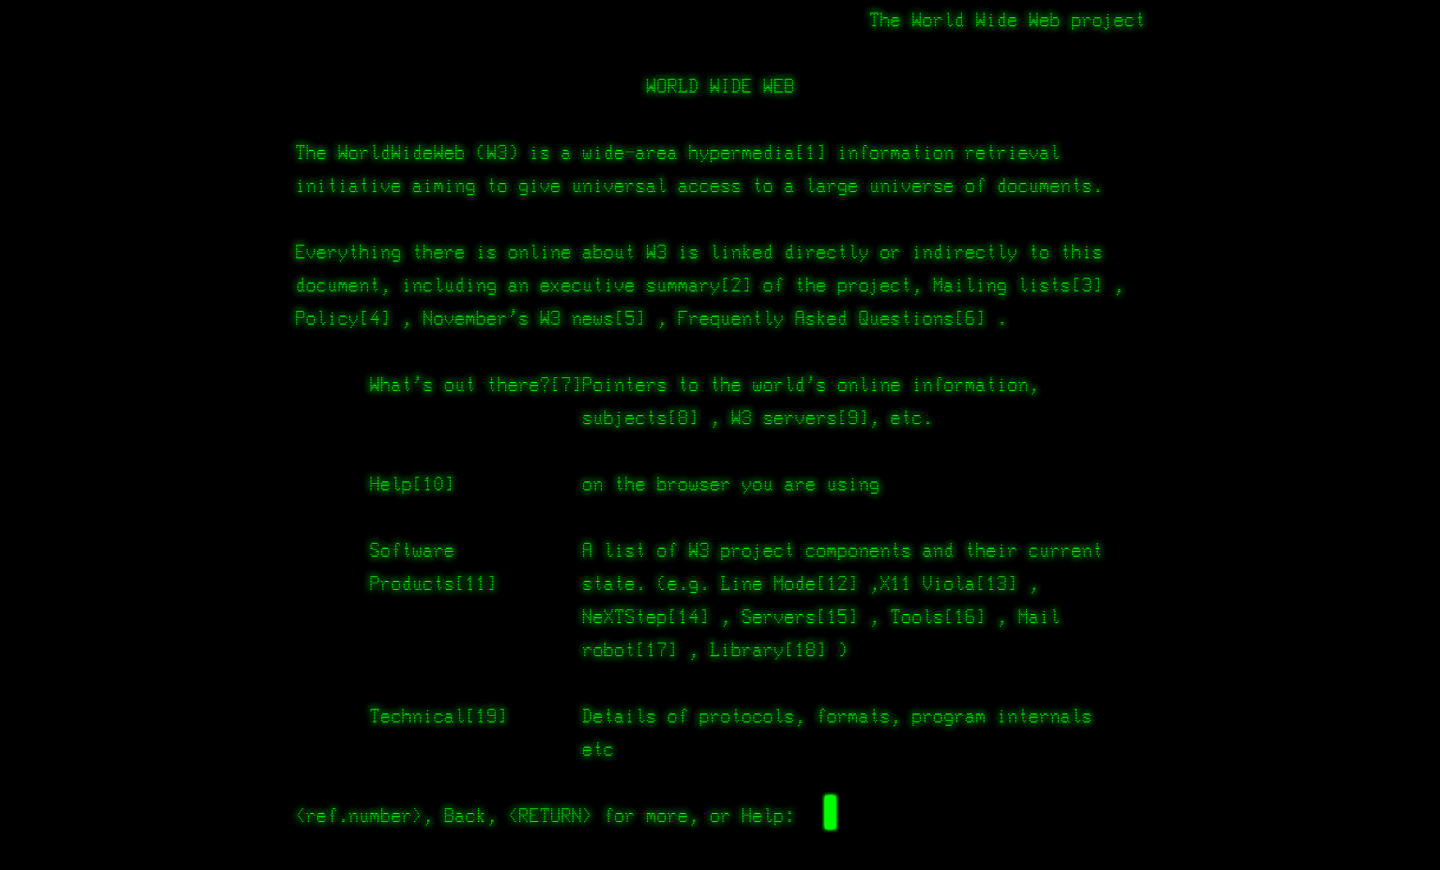 The World Wide Web project
WORLD WIDE WEB
The WorldWideWeb (W3) is a wide-area hypermedia[1] information retrieval
initiative aiming to give universal access to a large universe of documents.
Everything there is online about W3 is linked directly or indirectly to this
document, including an executive summary[2] of the project, Mailing lists[3] ,
Policy[4] , November's W3 news[5] , Frequently Asked Questions[6] .
What's out there?[7]Pointers to the world's online information,
subjects[8] , W3 servers[9], etc.
Help[10] on the browser you are using
Software A list of W3 project components and their current
Products[11] state. (e.g. Line Mode[12] ,X11 Viola[13] ,
NeXTStep[14] , Servers[15] , Tools[16] , Mail
robot[17] , Library[18] )
Technical[19] Details of protocols, formats, program internals
etc
<ref.number>, Back, <RETURN> for more, or Help: